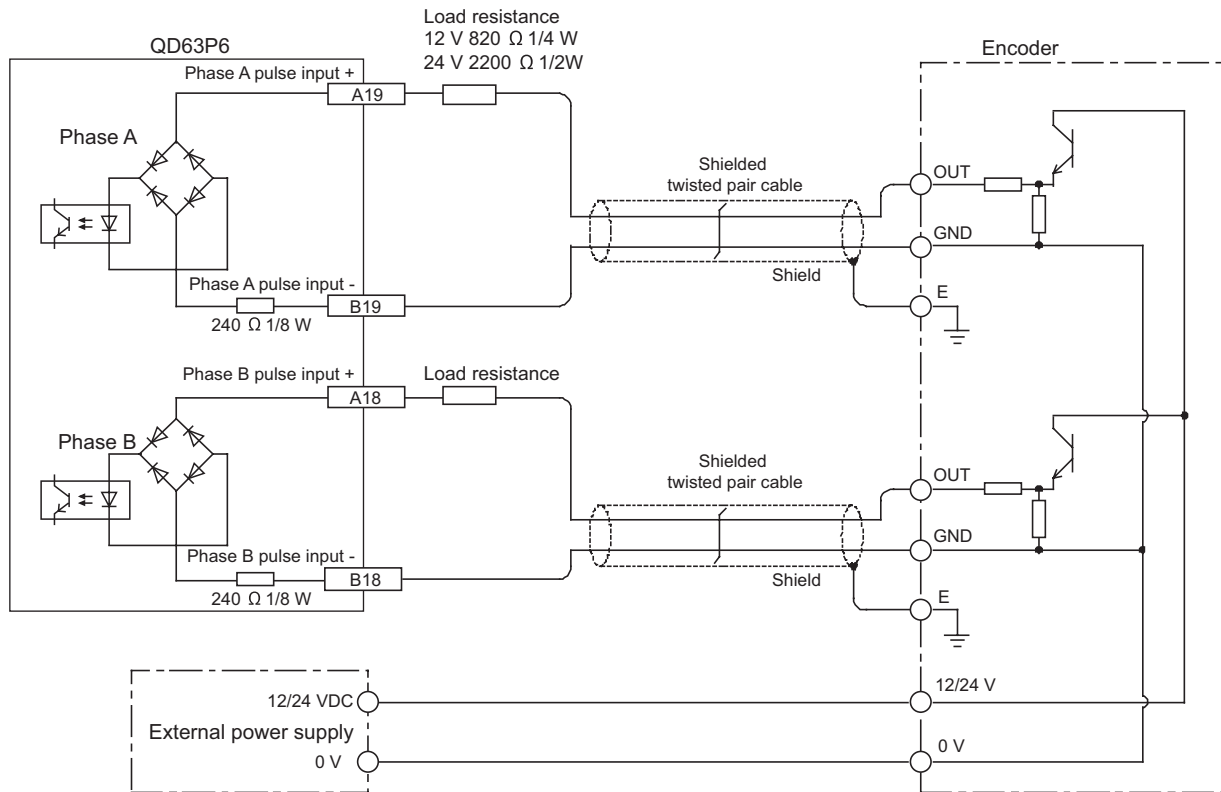 QD63P6
Load resistance
12 V 820 Ω 1/4 W
24 V 2200 Ω 1/2W
Encoder
Phase A pulse input +
A19
Phase A
Shielded
twisted pair cable
OUT
GND
Shield
E
Phase A pulse input -
B19
240 Ω 1/8 W
Phase B pulse input +
A18
Load resistance
Phase B
Shielded
twisted pair cable
OUT
GND
Shield
E
Phase B pulse input -
B18
240 Ω 1/8 W
12/24 VDC
12/24 V
External power supply
0 V
0 V